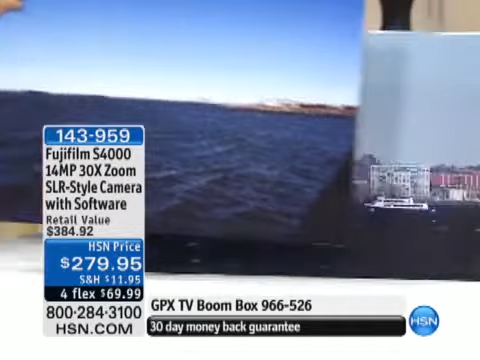 143-959
Fujifilm S4000
14MP 30X Zoom
SLR-Style Camera
with Software
Retail Value
$384.92
HSN Price
$279.95
S&H $11.95
4 flex $69.99
800-284-3100
HSN.COM
GPX TV Boom Box 966-526
30 day money back guarantee
HSN